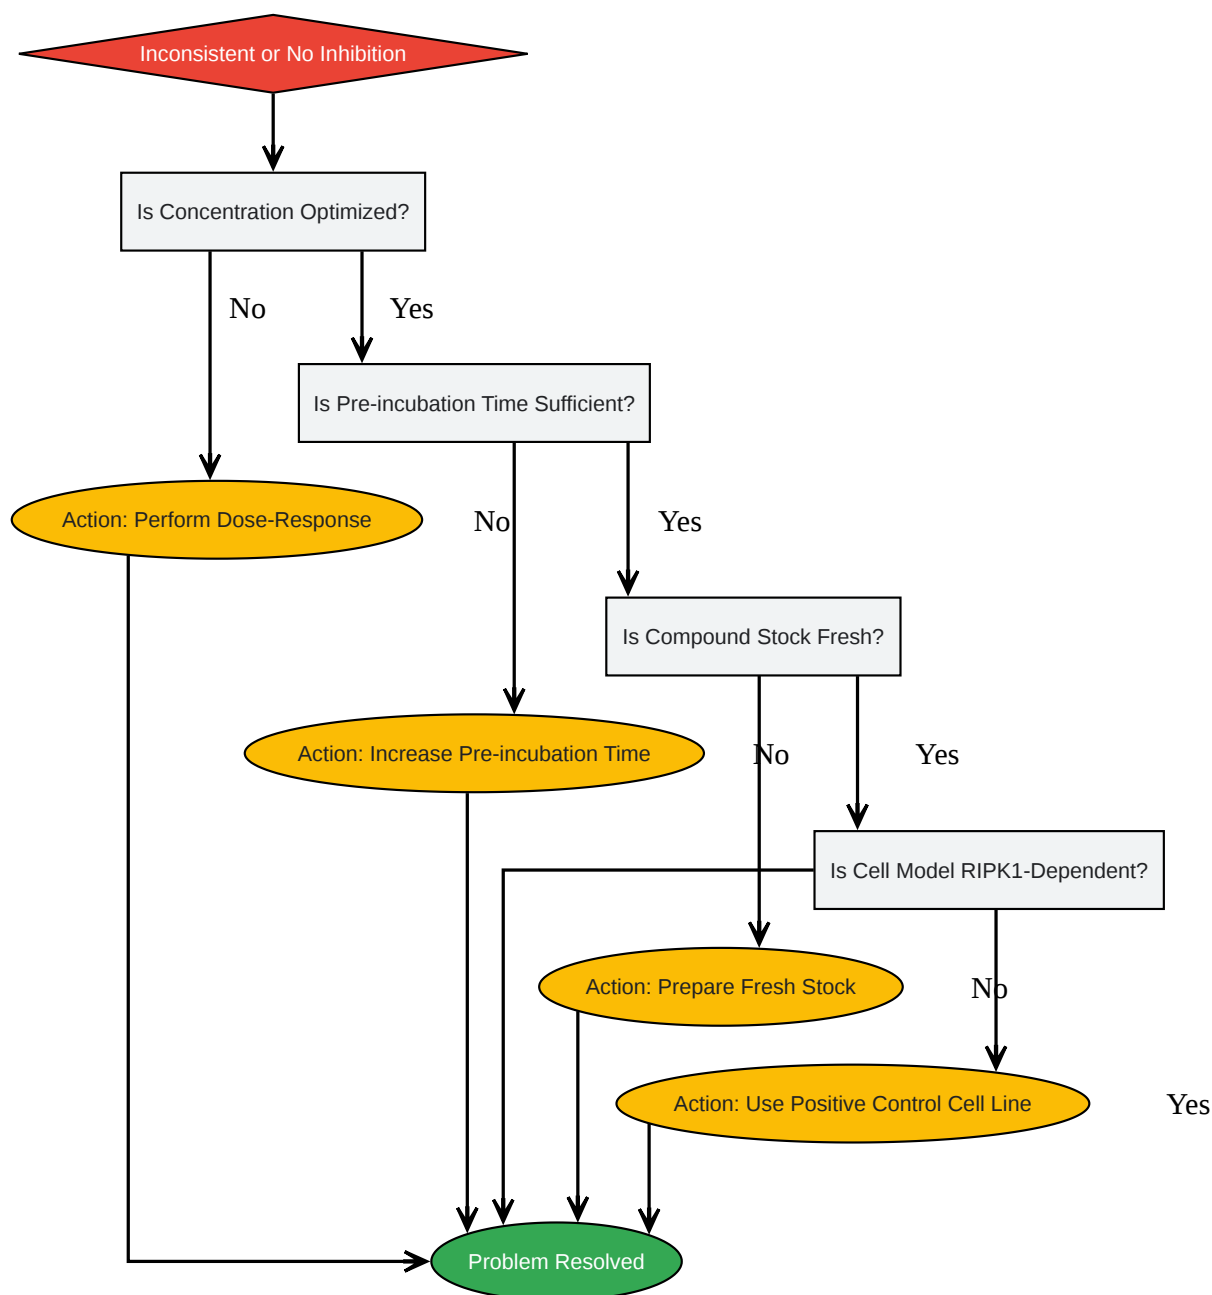 Inconsistent or No Inhibition
Is Concentration Optimized?
No
Yes
Is Pre-incubation Time Sufficient?
Action: Perform Dose-Response
No
Yes
Is Compound Stock Fresh?
Action: Increase Pre-incubation Time
No
Yes
Is Cell Model RIPK1-Dependent?
Action: Prepare Fresh Stock
No
Action: Use Positive Control Cell Line
Yes
Problem Resolved